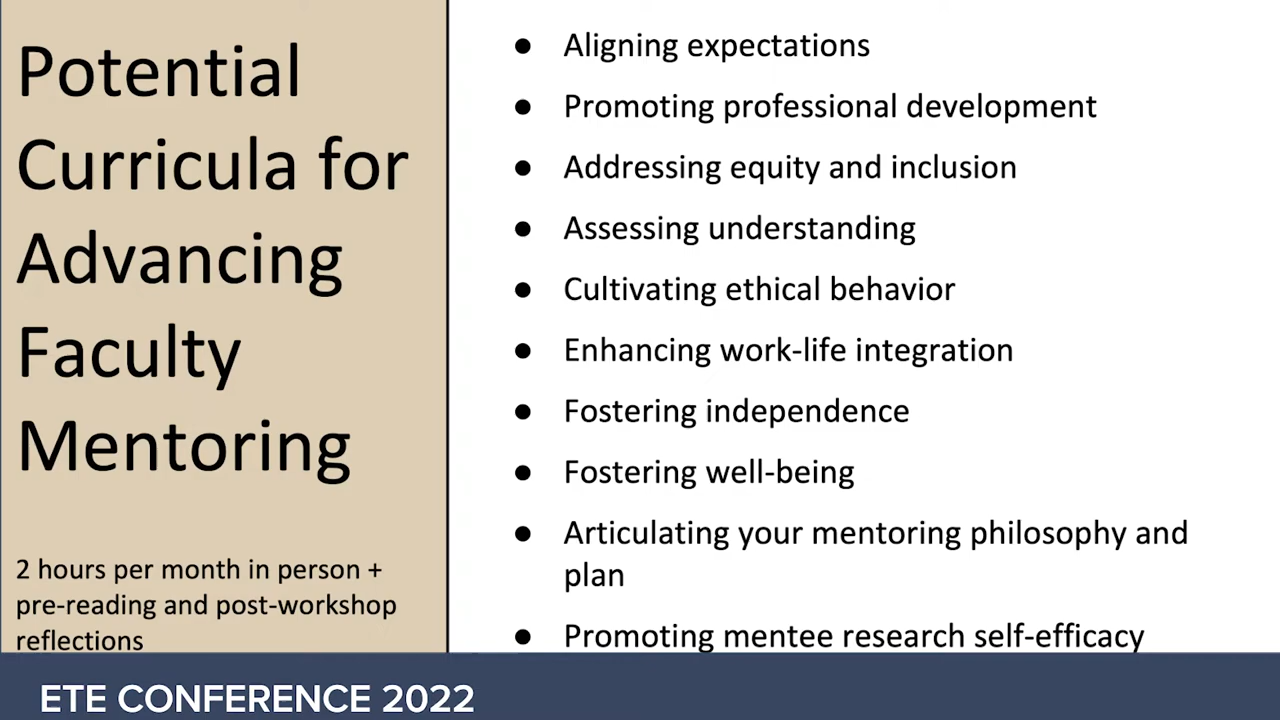 Potential
Curricula for
Advancing
Faculty
Mentoring
2 hours per month in person +
pre-reading and post-workshop
reflections
● Aligning expectations
● Promoting professional development
● Addressing equity and inclusion
● Assessing understanding
● Cultivating ethical behavior
● Enhancing work-life integration
● Fostering independence
● Fostering well-being
● Articulating your mentoring philosophy and
plan
● Promoting mentee research self-efficacy
ETE CONFERENCE 2022